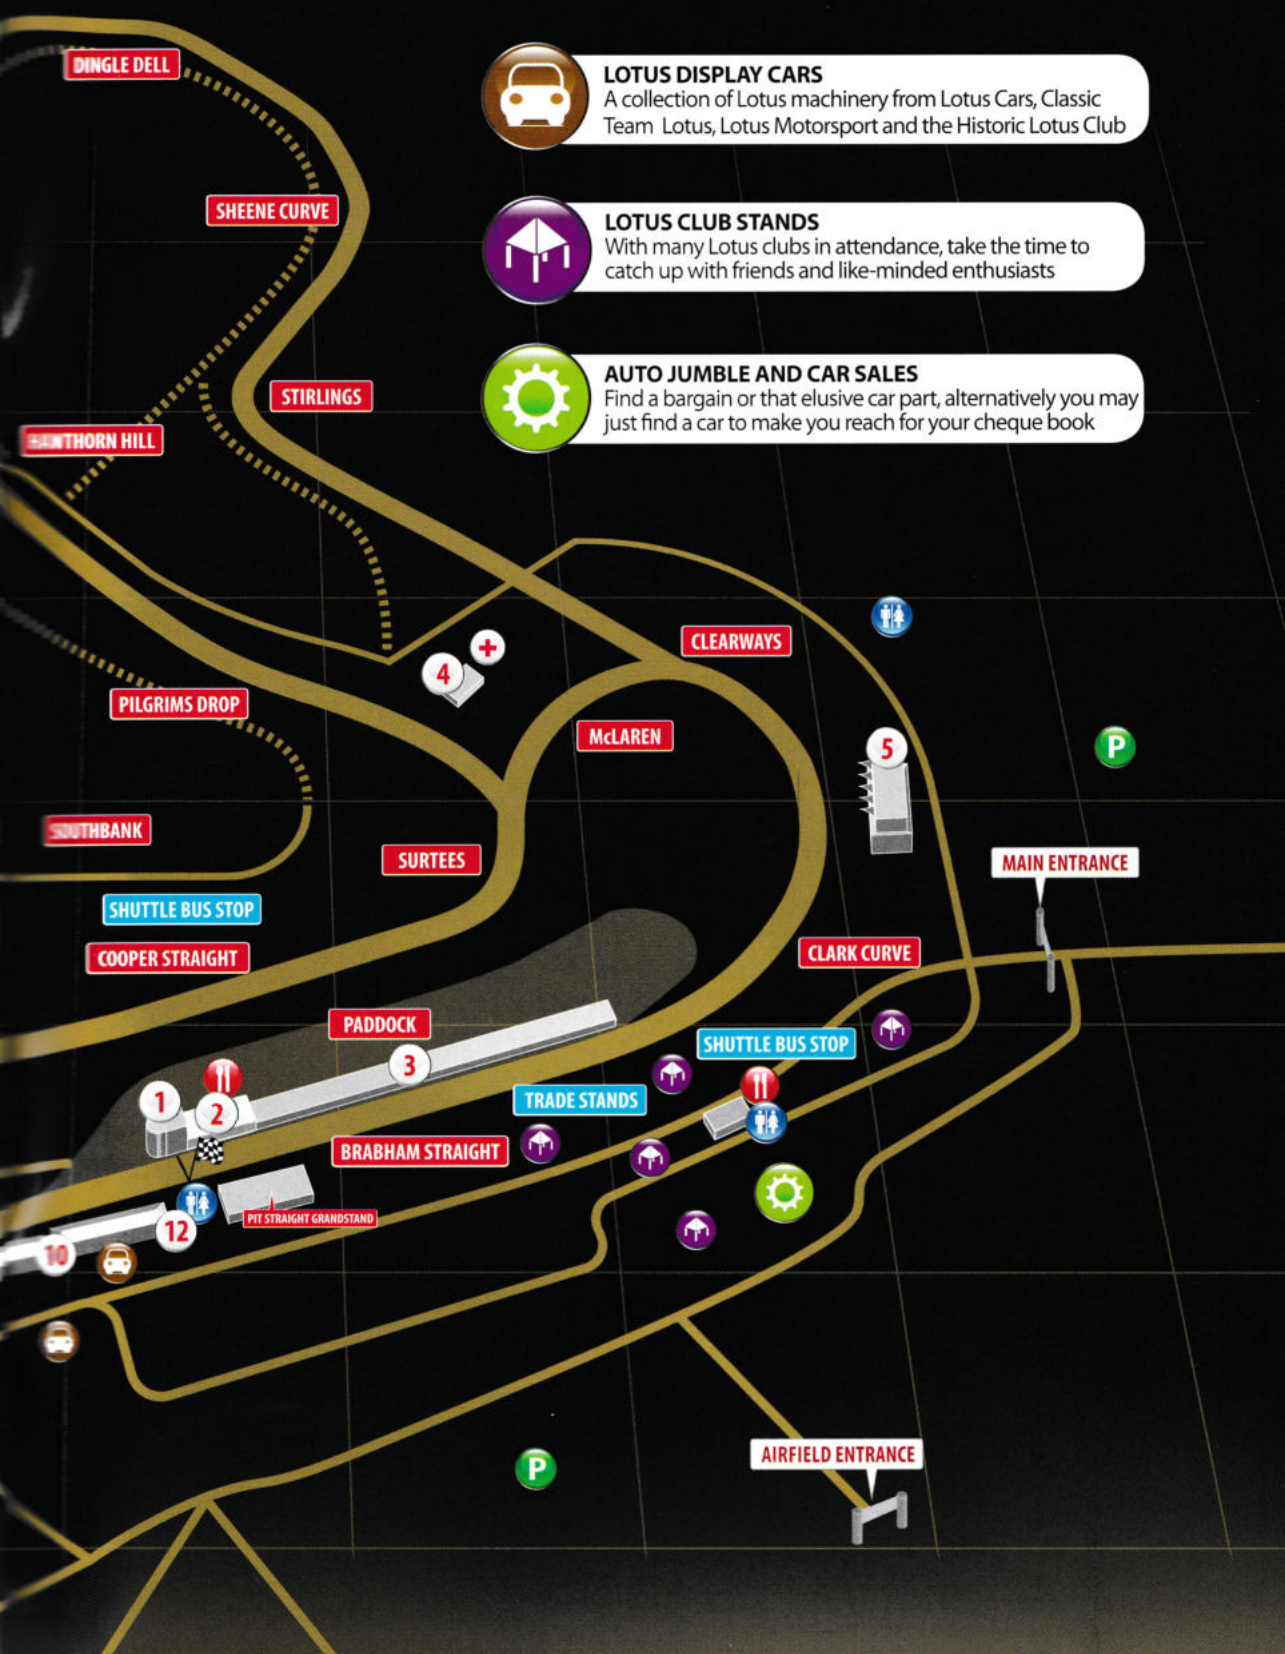 DINGLE DELL
LOTUS DISPLAY CARS
A collection of Lotus machinery from Lotus Cars, Classic
Team Lotus, Lotus Motorsport and the Historic Lotus Club
SHEENE CURVE
LOTUS CLUB STANDS
With many Lotus clubs in attendance, take the time to
catch up with friends and like-minded enthusiasts
STIRLINGS
AUTO JUMBLE AND CAR SALES
Find a bargain or that elusive car part, alternatively you may
just find a car to make you reach for your cheque book
HAWTHORN HILL
CLEARWAYS
4
PILGRIMS DROP
McLAREN
5
P
SOUTHBANK
SURTEES
MAIN ENTRANCE
SHUTTLE BUS STOP
COOPER STRAIGHT
CLARK CURVE
PADDOCK
SHUTTLE BUS STOP
3
1
2
TRADE STANDS
BRABHAM STRAIGHT
PIT STRAIGHT GRANDSTAND
12
10
AIRFIELD ENTRANCE
P